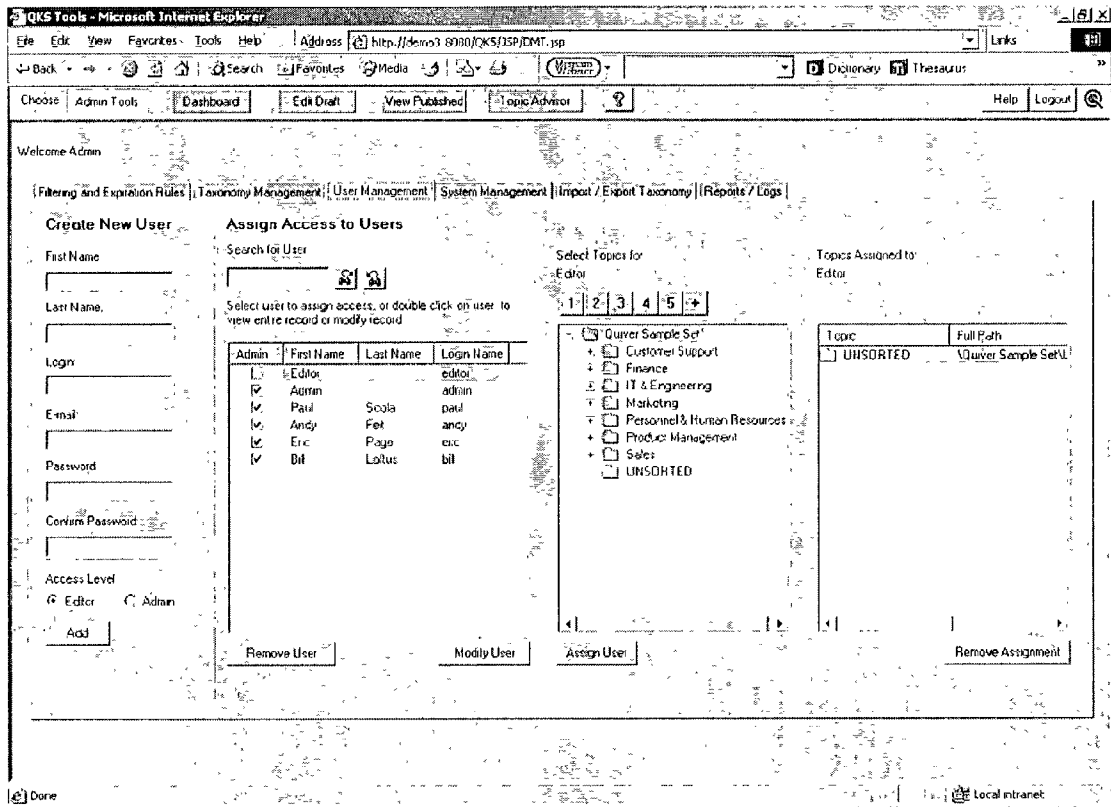 QKS Tools - Microsoft Internet Explorer
File Edit View Favorites Tools Help Address http://demo3:8080/QKS/JSP/DMT.jsp Links
Back Search Favorites Media Dictionary Thesaurus
Choose Admin Tools Dashboard Edit Draft View Published Topic Advisor ? Help Logout
Welcome Admin
Filtering and Expiration Rules Taxonomy Management User Management System Management Import / Export Taxonomy Reports / Logs
Create New User
First Name
Last Name
Login
E-mail
Password
Confirm Password
Access Level
Editor Admin
Add
Assign Access to Users
Search for User
Select user to assign access, or double click on user to
view entire record or modify record
Admin First Name Last Name Login Name
Editor editor
Admin admin
Paul Scola paul
Andy Fet andy
Eric Page eric
Bill Loftus bill
Remove User Modify User
Select Topics for
Editor
1 2 3 4 5 +
- Quiver Sample Set
+ Customer Support
+ Finance
+ IT & Engineering
+ Marketing
+ Personnel & Human Resources
+ Product Management
+ Sales
UNSORTED
Assign User
Topics Assigned to
Editor
Topic Full Path
UNSORTED \Quiver Sample Set\U
Remove Assignment
Done Local intranet